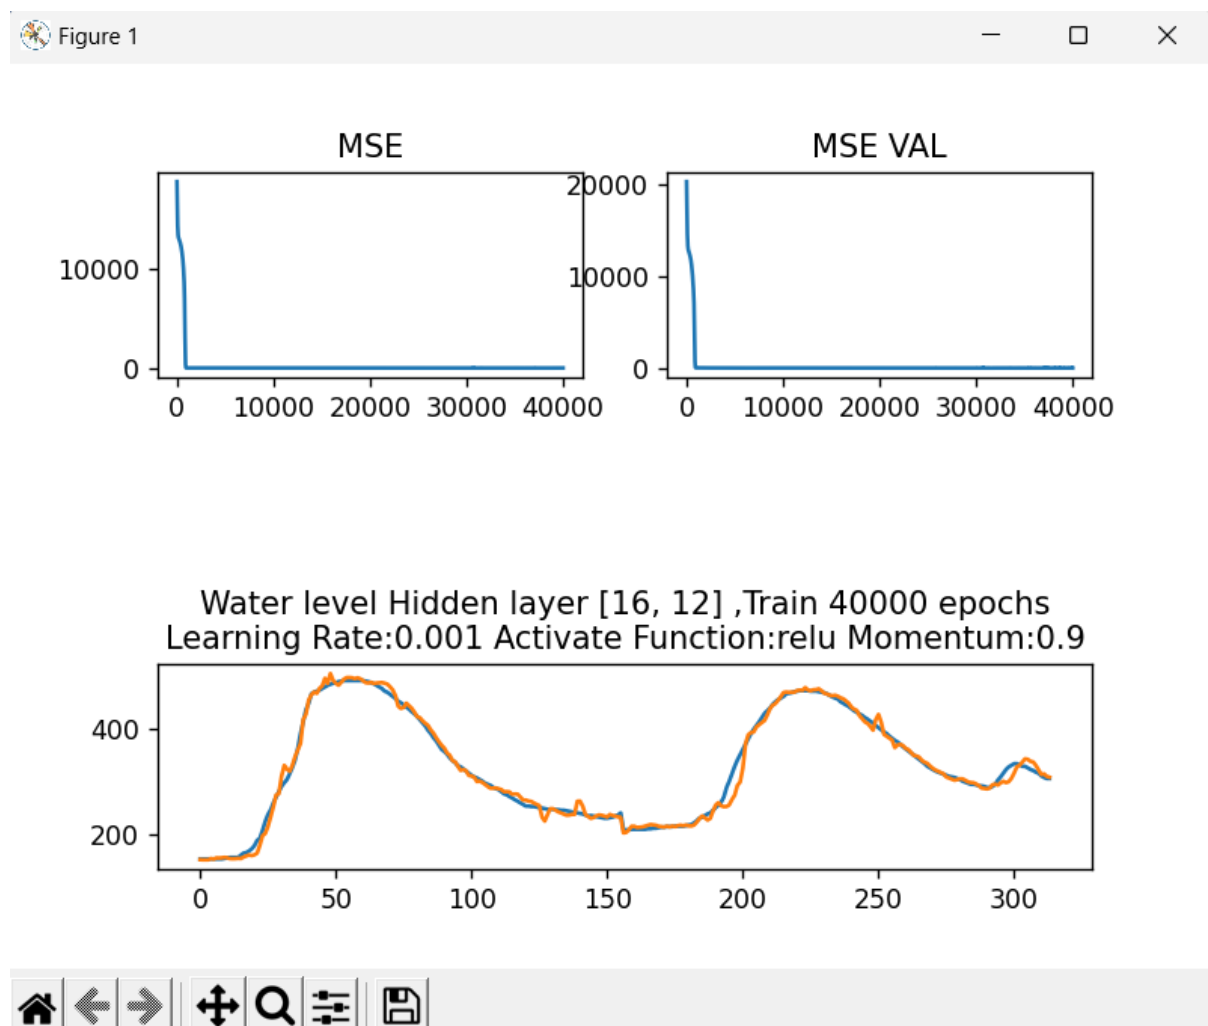 Figure 1
MSE
10000
0
0 10000 20000 30000 40000
MSE VAL
20000
10000
0
0 10000 20000 30000 40000
Water level Hidden layer [16, 12] ,Train 40000 epochs
Learning Rate:0.001 Activate Function:relu Momentum:0.9
400
200
0 50 100 150 200 250 300